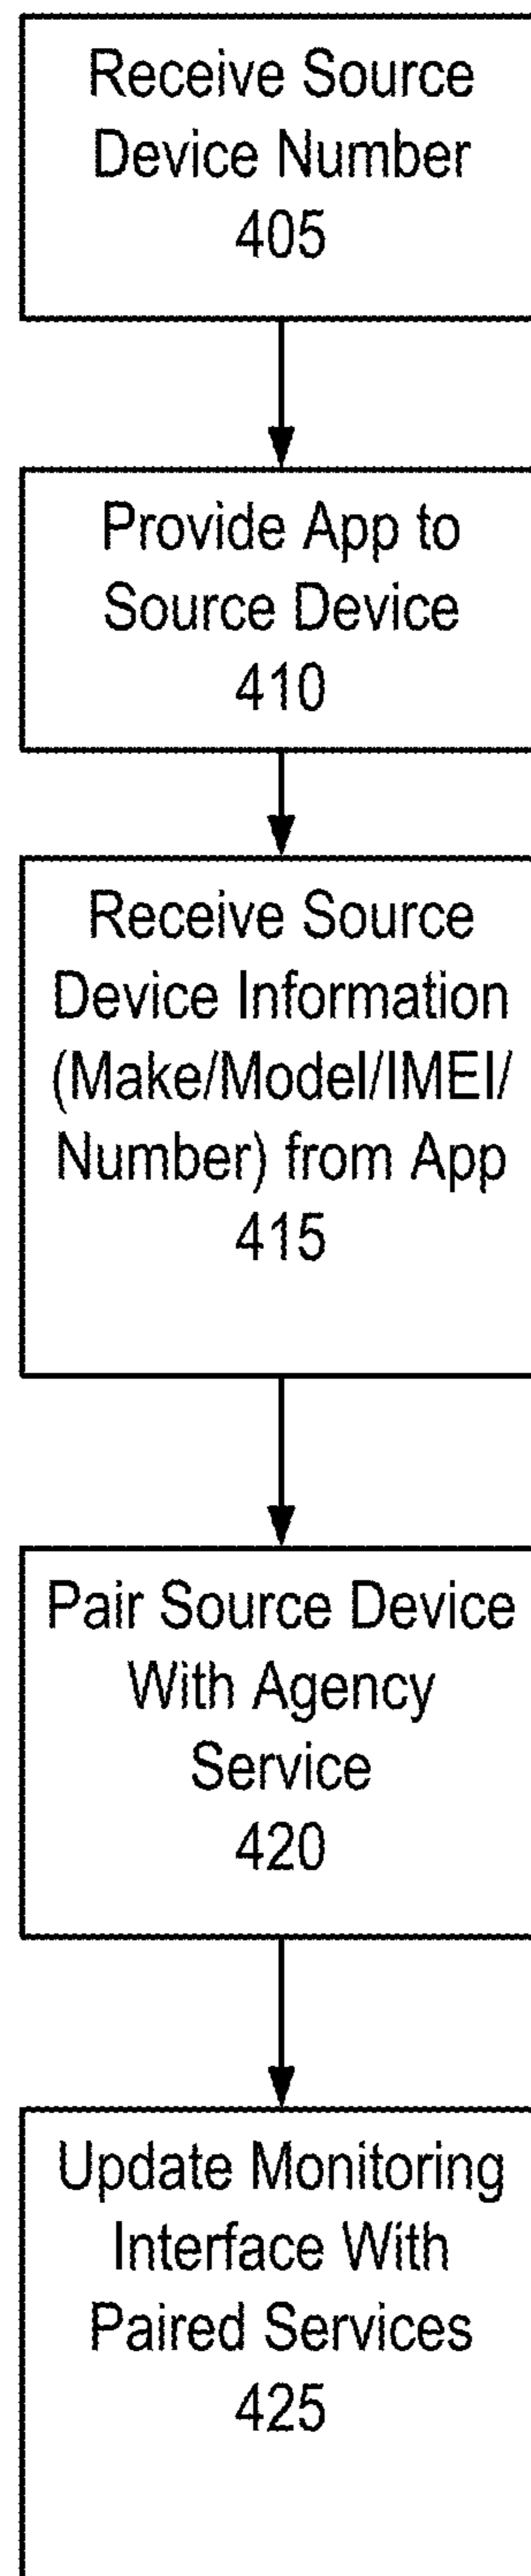 Receive Source
Device Number
405
Provide App to
Source Device
410
Receive Source
Device Information
(Make/Model/IMEI/
Number) from App
415
Pair Source Device
With Agency
Service
420
Update Monitoring
Interface With
Paired Services
425